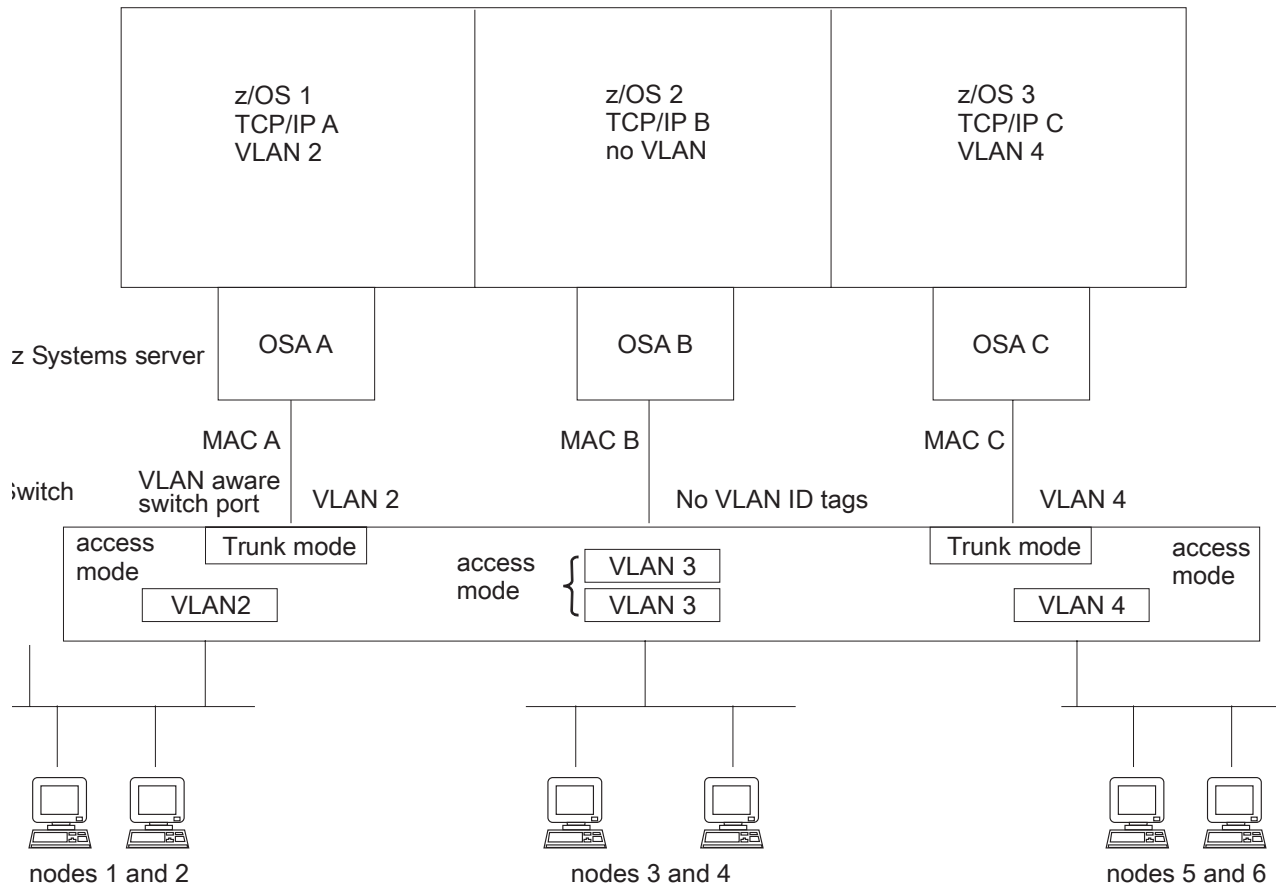 z/OS 1
TCP/IP A
VLAN 2
z/OS 2
TCP/IP B
no VLAN
z/OS 3
TCP/IP C
VLAN 4
z Systems server
OSA A
OSA B
OSA C
MAC A
MAC B
MAC C
witch
VLAN aware
switch port
VLAN 2
No VLAN ID tags
VLAN 4
access
mode
Trunk mode
access
mode
VLAN 3
VLAN 3
Trunk mode
access
mode
VLAN2
VLAN 4
nodes 1 and 2
nodes 3 and 4
nodes 5 and 6